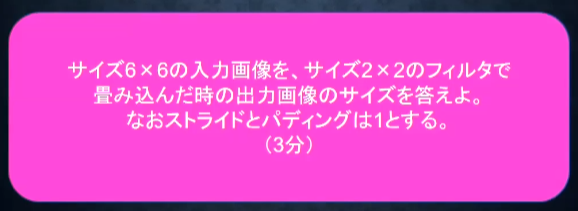 サイズ6×6の入力画像を、サイズ2×2のフィルタで
畳み込んだ時の出力画像のサイズを答えよ。
なおストライドとパディングは1とする。
（3分）